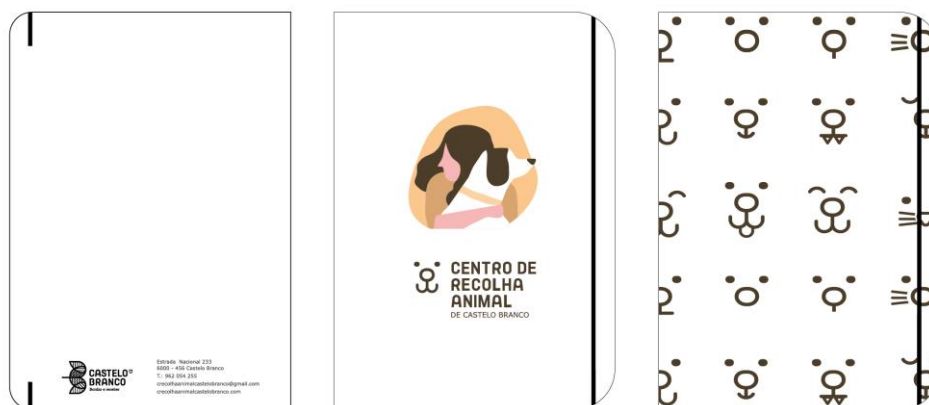 CASTELO
BRANCO
Estrada Nacional 233
6000 - 456 Castelo Branco
T.: 962 054 255
crecolhaanimalcastelobranco@gmail.com
crecolhaanimalcastelobranco.com
CENTRO DE
RECOLHA
ANIMAL
DE CASTELO BRANCO